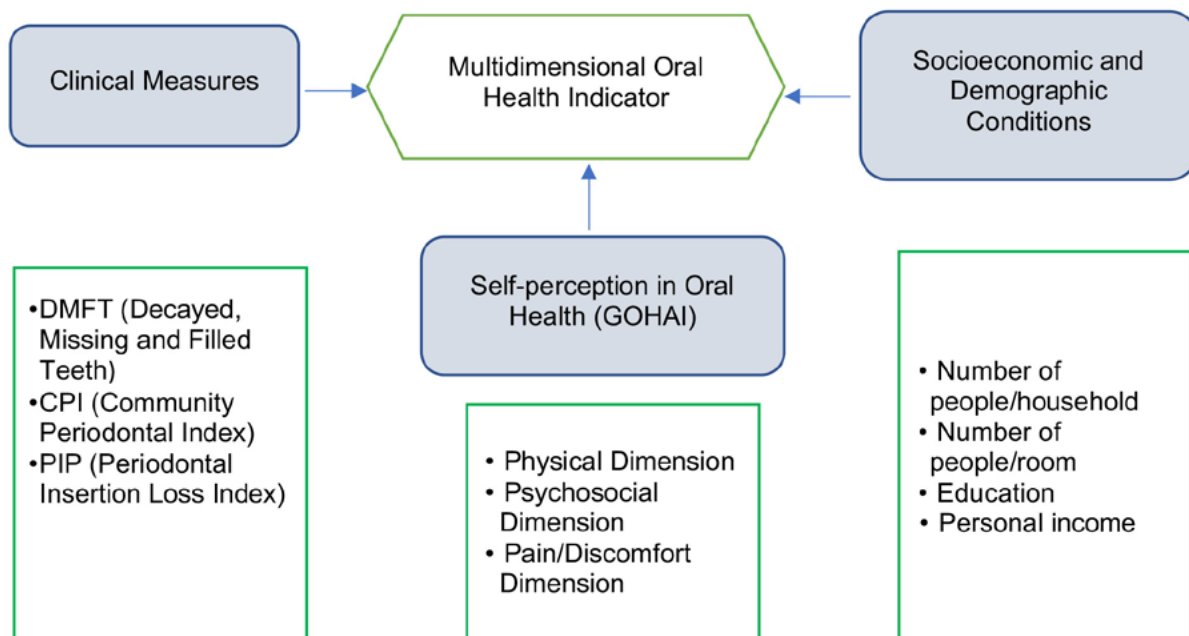 Clinical Measures
Multidimensional Oral
Health Indicator
Socioeconomic and
Demographic
Conditions
Self-perception in Oral
Health (GOHAI)
•DMFT (Decayed,
Missing and Filled
Teeth)
•CPI (Community
Periodontal Index)
•PIP (Periodontal
Insertion Loss Index)
• Physical Dimension
• Psychosocial
Dimension
• Pain/Discomfort
Dimension
• Number of
people/household
• Number of
people/room
• Education
• Personal income